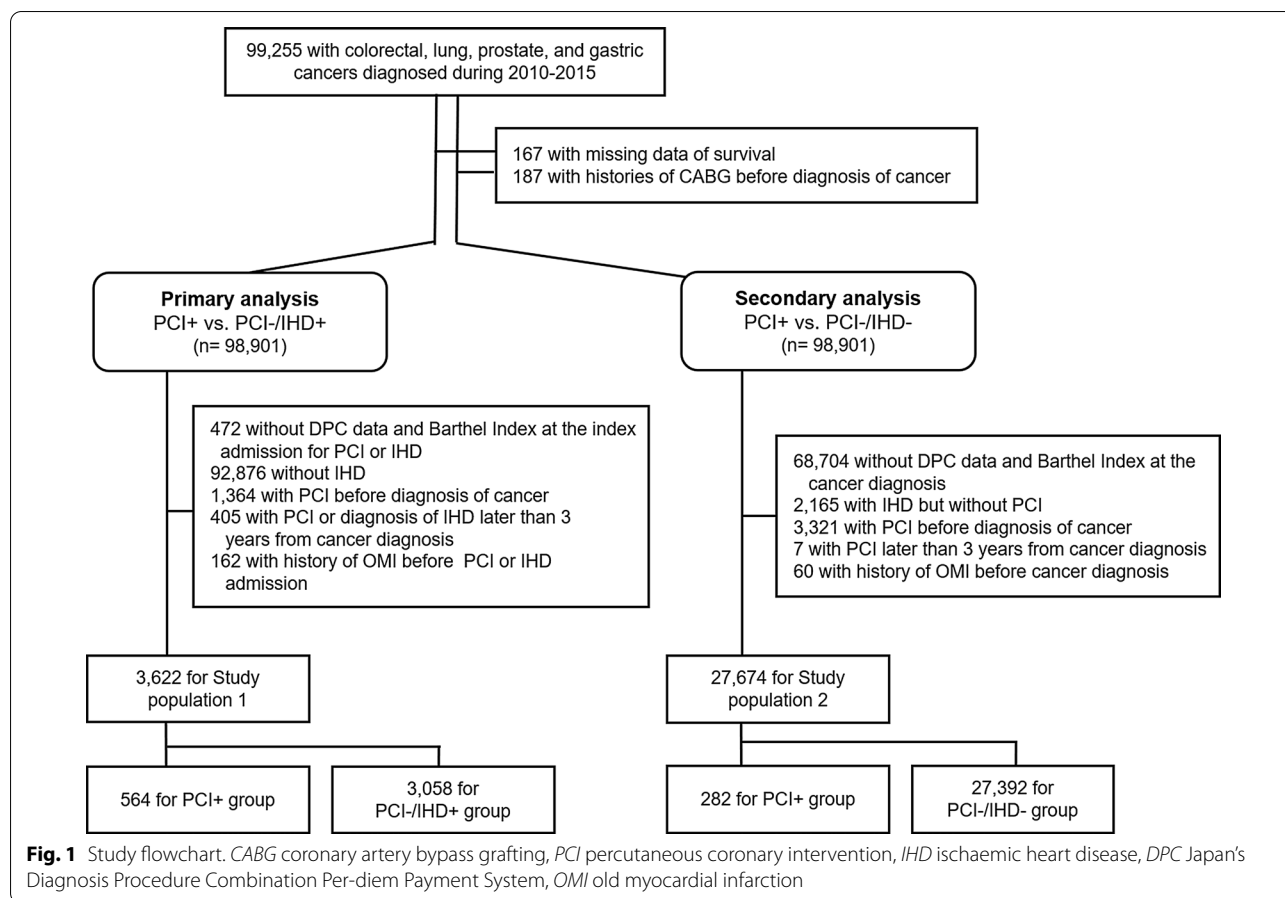 99,255 with colorectal, lung, prostate, and gastric
cancers diagnosed during 2010-2015
167 with missing data of survival
187 with histories of CABG before diagnosis of cancer
Primary analysis
PCI+ vs. PCI-/IHD+
(n= 98,901)
Secondary analysis
PCI+ vs. PCI-/IHD-
(n= 98,901)
472 without DPC data and Barthel Index at the index
admission for PCI or IHD
92,876 without IHD
1,364 with PCI before diagnosis of cancer
405 with PCI or diagnosis of IHD later than 3
years from cancer diagnosis
162 with history of OMI before PCI or IHD
admission
68,704 without DPC data and Barthel Index at the
cancer diagnosis
2,165 with IHD but without PCI
3,321 with PCI before diagnosis of cancer
7 with PCI later than 3 years from cancer diagnosis
60 with history of OMI before cancer diagnosis
3,622 for Study
population 1
27,674 for Study
population 2
564 for PCI+ group
3,058 for
PCI-/IHD+ group
282 for PCI+ group
27,392 for
PCI-/IHD- group
Fig. 1 Study flowchart. CABG coronary artery bypass grafting, PCI percutaneous coronary intervention, IHD ischaemic heart disease, DPC Japan's
Diagnosis Procedure Combination Per-diem Payment System, OMI old myocardial infarction